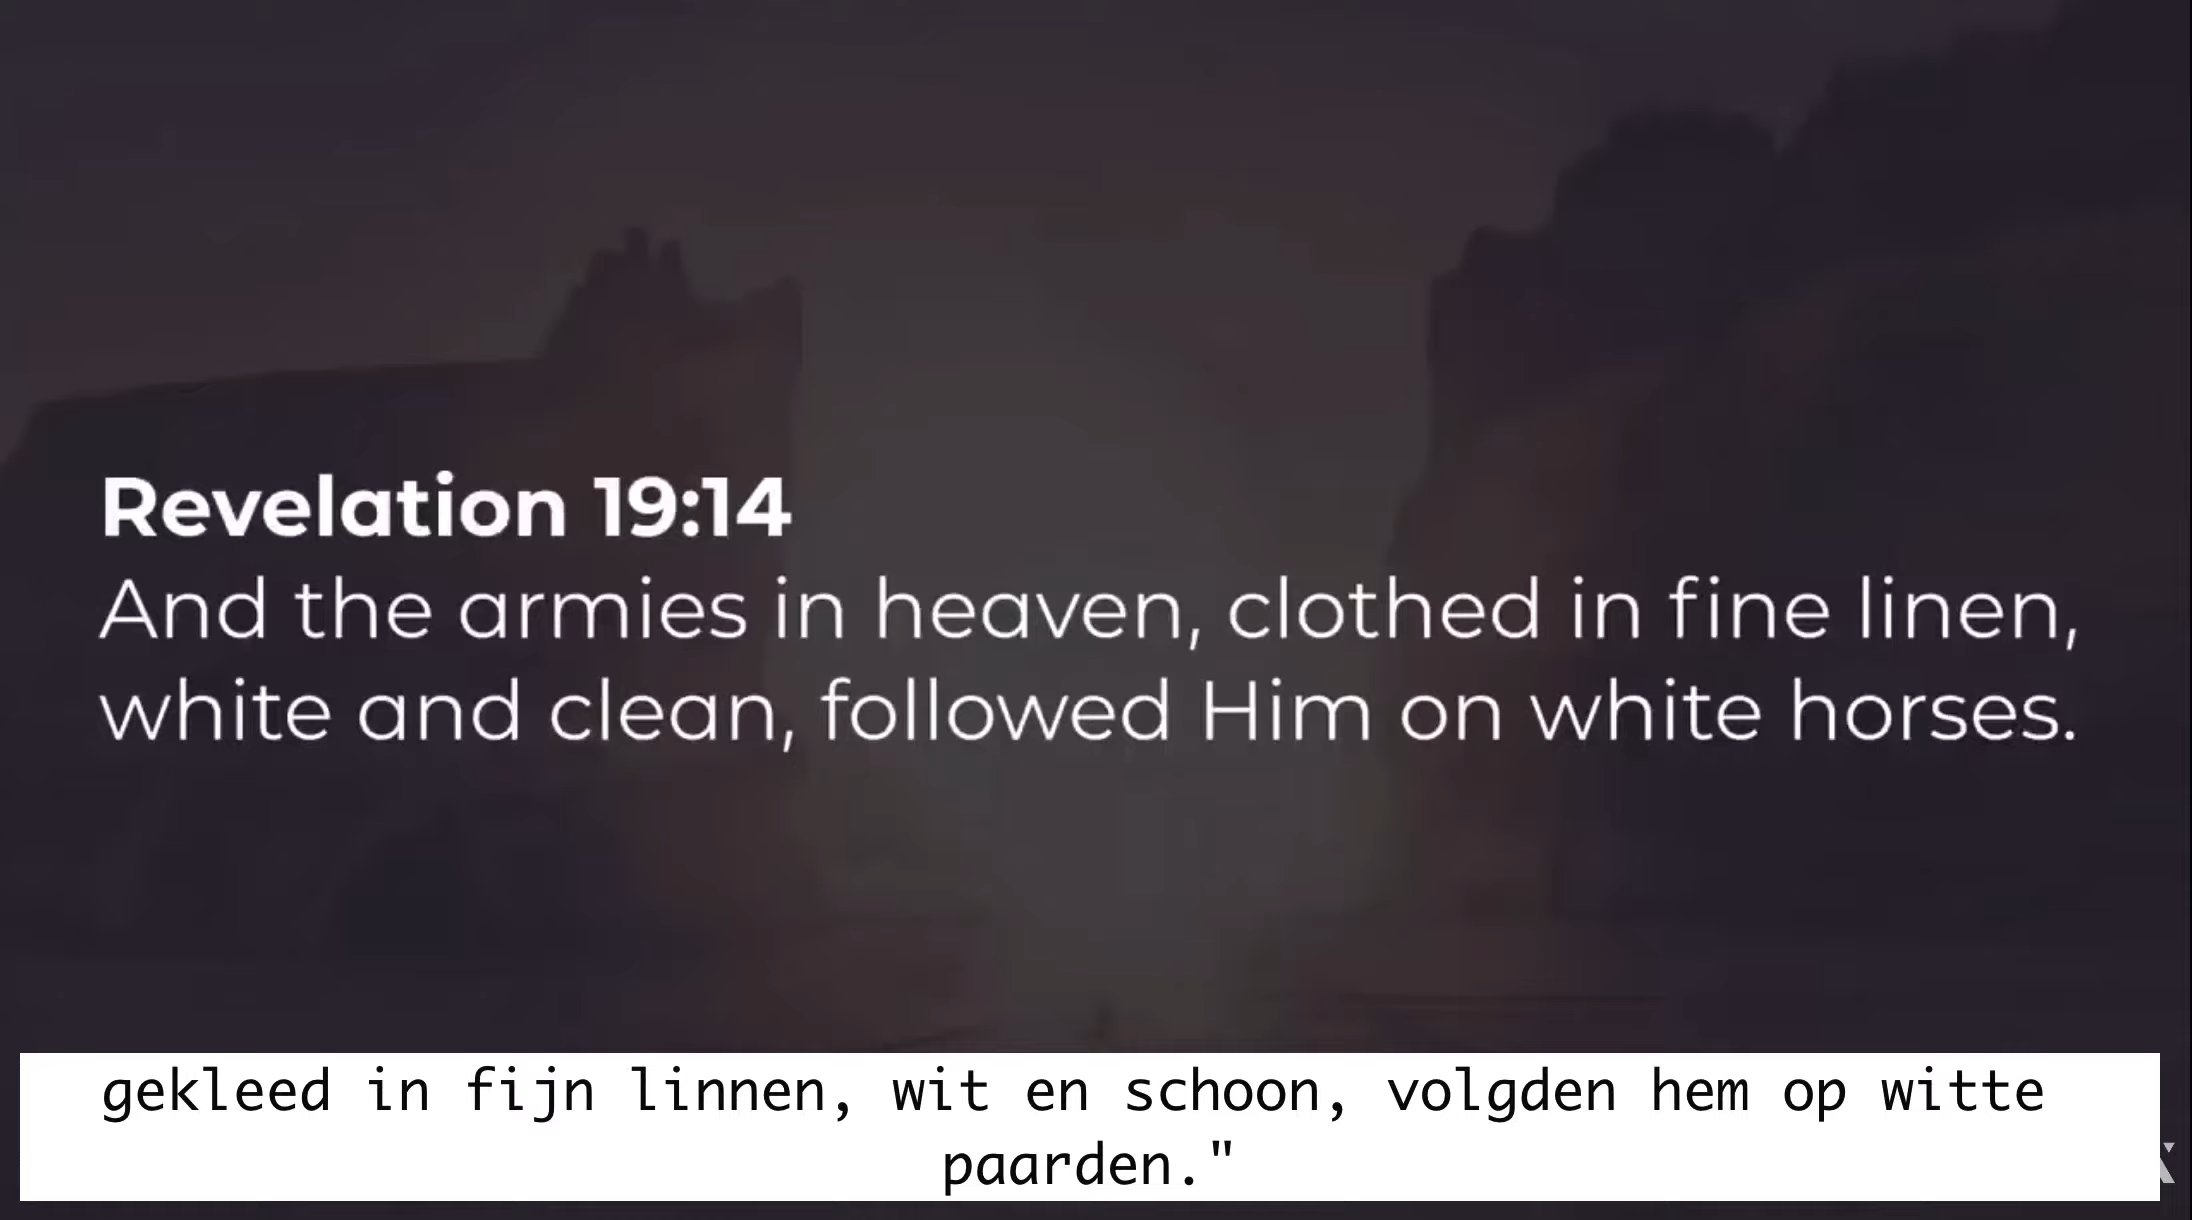 Revelation 19:14
And the armies in heaven, clothed in fine linen,
white and clean, followed Him on white horses.
gekleed in fijn linnen, wit en schoon, volgden hem op witte
paarden."